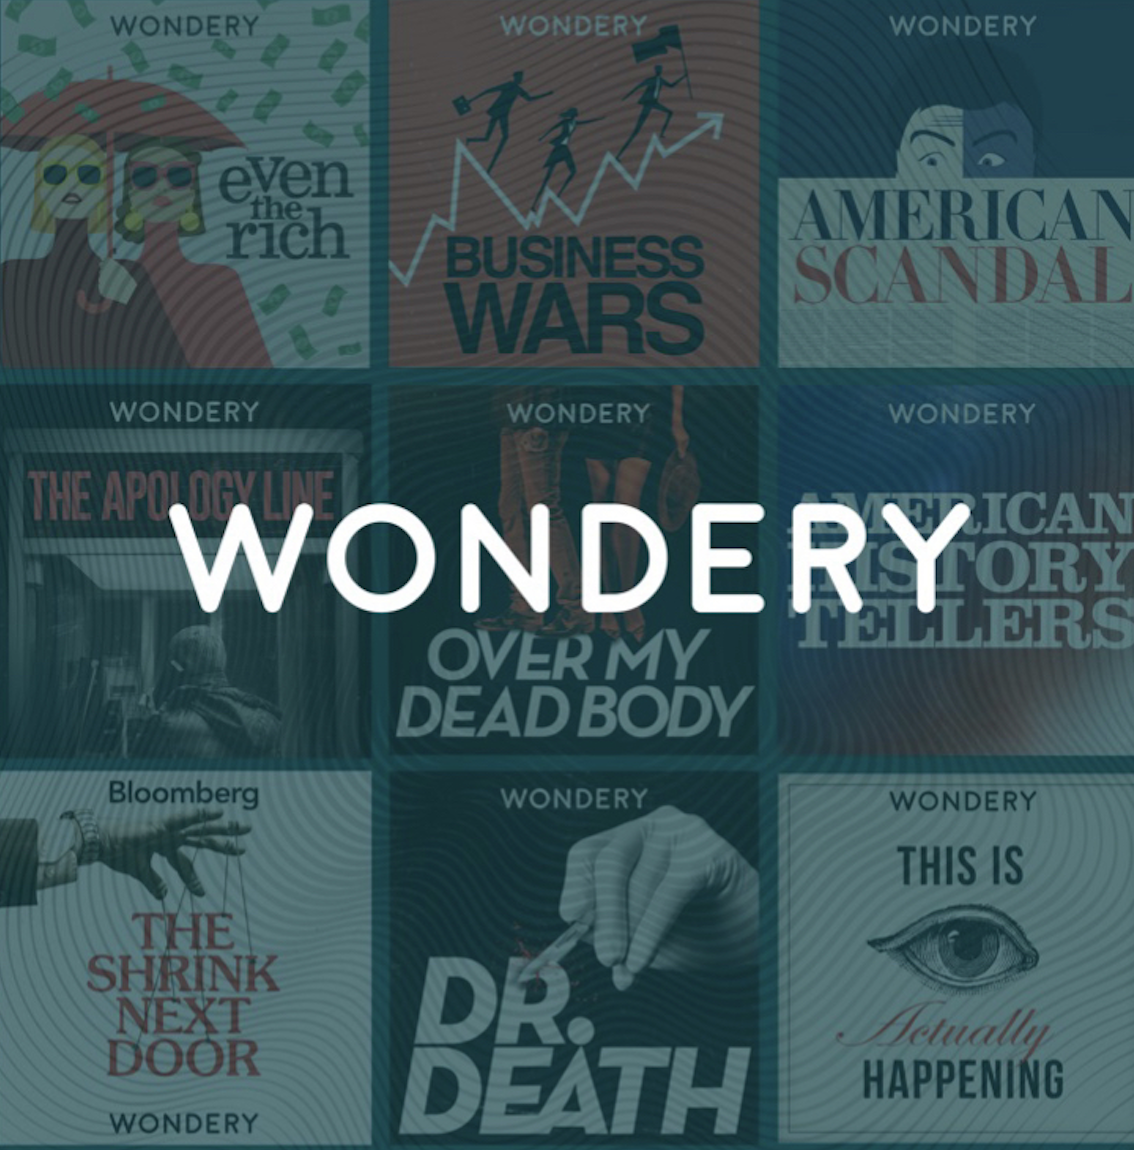 WONDERY
even
the
rich
WONDERY
BUSINESS
WARS
WONDERY
AMERICAN
SCANDAL
WONDERY
THE APOLOGY LINE
WONDERY
OVER MY
DEAD BODY
WONDERY
AMERICAN
HISTORY
TELLERS
WONDERY
Bloomberg
THE
SHRINK
NEXT
DOOR
WONDERY
WONDERY
DR.
DEATH
WONDERY
THIS IS
Actually
HAPPENING